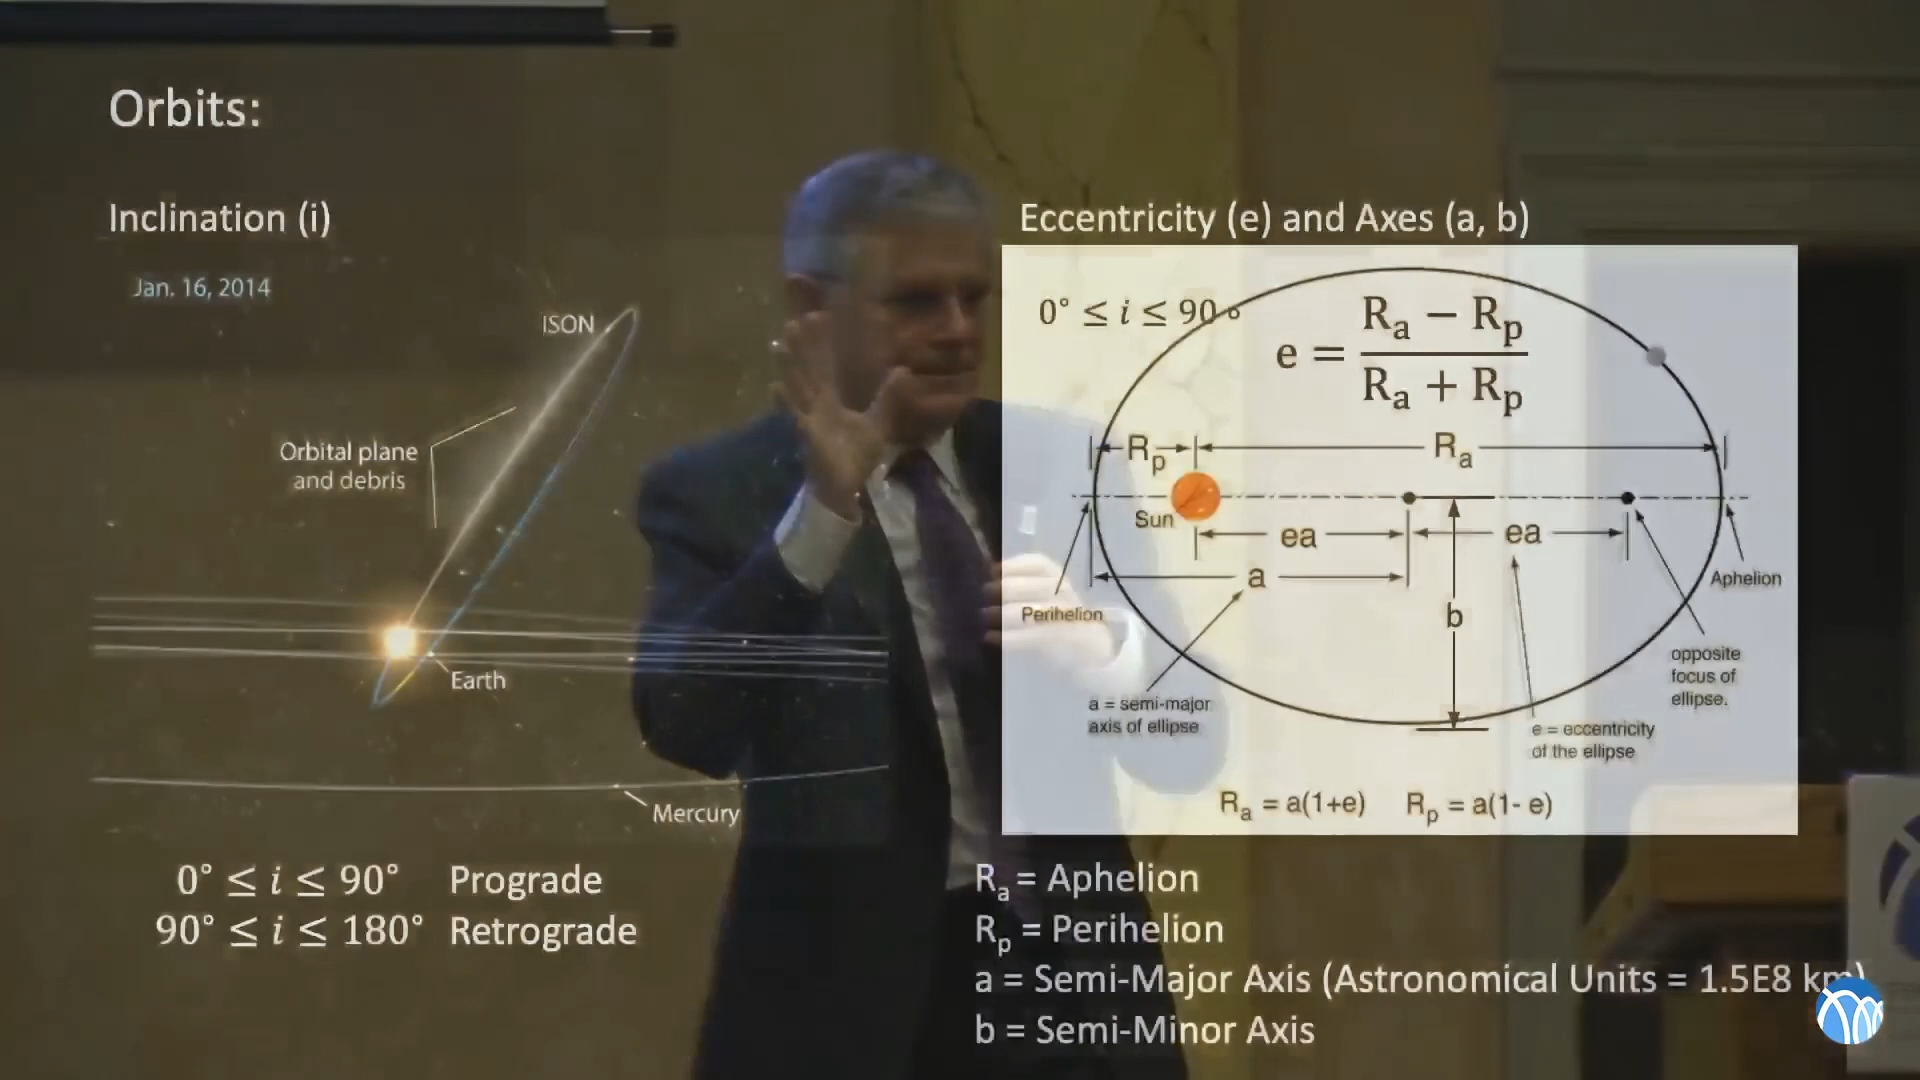 Orbits:
Inclination (i)
Jan. 16, 2014
ISON
Orbital plane
and debris
Earth
Mercury
0° ≤ i ≤ 90° Prograde
90° ≤ i ≤ 180° Retrograde
Eccentricity (e) and Axes (a, b)
0° ≤ i ≤ 90°
e = (Ra − Rp) / (Ra + Rp)
Rp
Ra
Sun
ea
ea
a
b
Perihelion
Aphelion
a = semi-major
axis of ellipse
opposite
focus of
ellipse.
e = eccentricity
of the ellipse
Ra = a(1+e) Rp = a(1- e)
Ra = Aphelion
Rp = Perihelion
a = Semi-Major Axis (Astronomical Units = 1.5E8 km)
b = Semi-Minor Axis